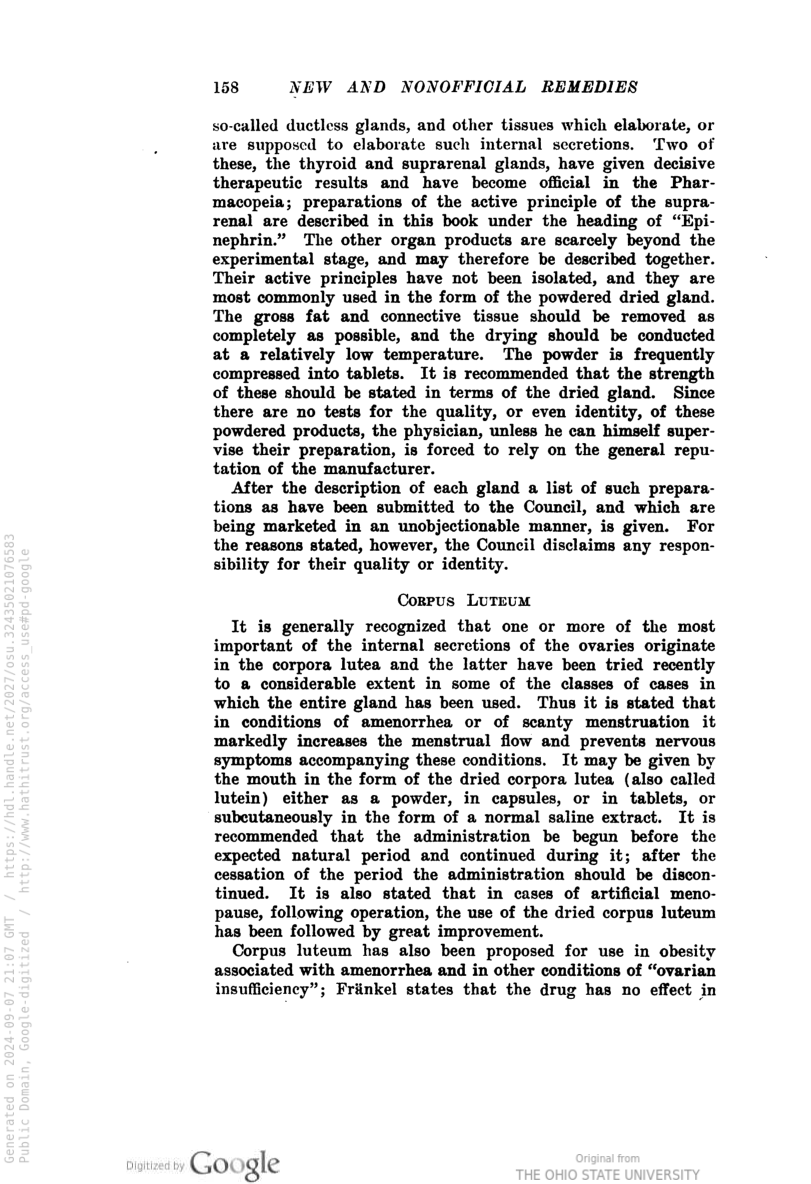 158 NEW AND NONOFFICIAL REMEDIES
so-called ductless glands, and other tissues which elaborate, or
are supposed to elaborate such internal secretions. Two of
these, the thyroid and suprarenal glands, have given decisive
therapeutic results and have become official in the Phar-
macopeia; preparations of the active principle of the supra-
renal are described in this book under the heading of "Epi-
nephrin." The other organ products are scarcely beyond the
experimental stage, and may therefore be described together.
Their active principles have not been isolated, and they are
most commonly used in the form of the powdered dried gland.
The gross fat and connective tissue should be removed as
completely as possible, and the drying should be conducted
at a relatively low temperature. The powder is frequently
compressed into tablets. It is recommended that the strength
of these should be stated in terms of the dried gland. Since
there are no tests for the quality, or even identity, of these
powdered products, the physician, unless he can himself super-
vise their preparation, is forced to rely on the general repu-
tation of the manufacturer.
After the description of each gland a list of such prepara-
tions as have been submitted to the Council, and which are
being marketed in an unobjectionable manner, is given. For
the reasons stated, however, the Council disclaims any respon-
sibility for their quality or identity.
CORPUS LUTEUM
It is generally recognized that one or more of the most
important of the internal secretions of the ovaries originate
in the corpora lutea and the latter have been tried recently
to a considerable extent in some of the classes of cases in
which the entire gland has been used. Thus it is stated that
in conditions of amenorrhea or of scanty menstruation it
markedly increases the menstrual flow and prevents nervous
symptoms accompanying these conditions. It may be given by
the mouth in the form of the dried corpora lutea (also called
lutein) either as a powder, in capsules, or in tablets, or
subcutaneously in the form of a normal saline extract. It is
recommended that the administration be begun before the
expected natural period and continued during it; after the
cessation of the period the administration should be discon-
tinued. It is also stated that in cases of artificial meno-
pause, following operation, the use of the dried corpus luteum
has been followed by great improvement.
Corpus luteum has also been proposed for use in obesity
associated with amenorrhea and in other conditions of "ovarian
insufficiency"; Fränkel states that the drug has no effect in
Generated on 2024-09-07 21:07 GMT / https://hdl.handle.net/2027/osu.32435021076583
Public Domain, Google-digitized / http://www.hathitrust.org/access_use#pd-google
Digitized by Google
Original from
THE OHIO STATE UNIVERSITY